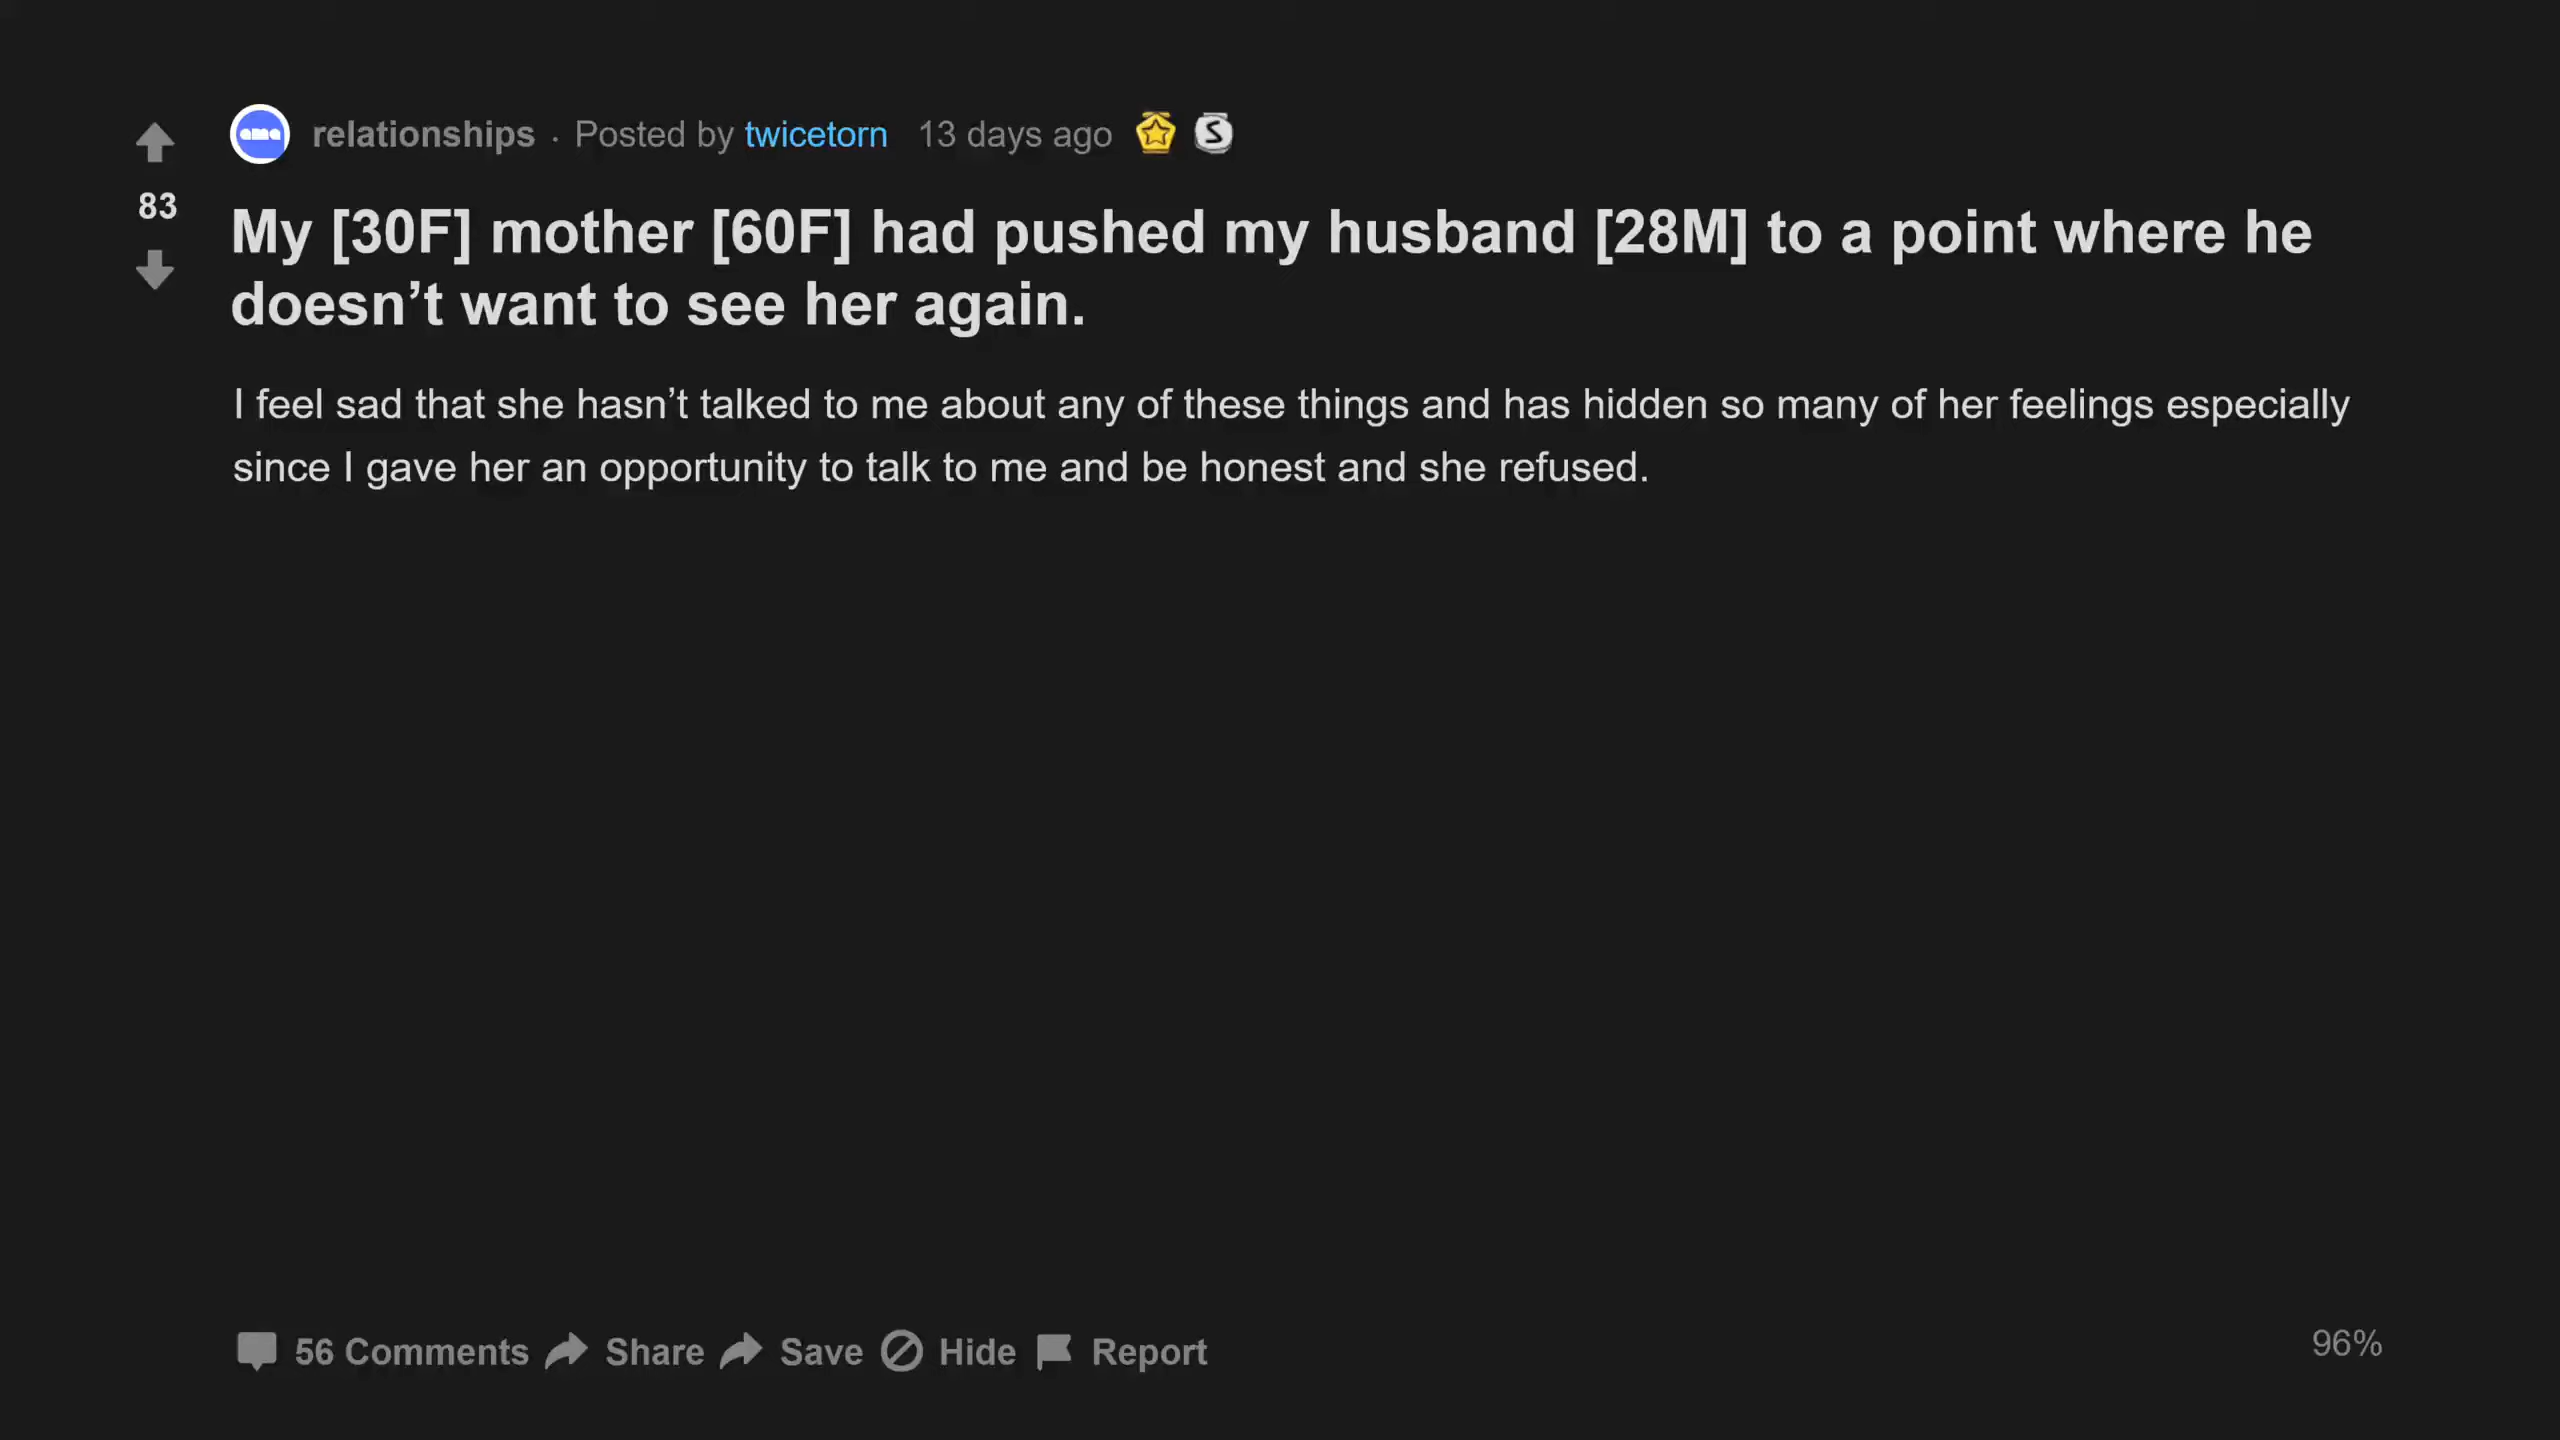 relationships · Posted by twicetorn 13 days ago
83
My [30F] mother [60F] had pushed my husband [28M] to a point where he
doesn’t want to see her again.
I feel sad that she hasn’t talked to me about any of these things and has hidden so many of her feelings especially
since I gave her an opportunity to talk to me and be honest and she refused.
56 Comments Share Save Hide Report
96%